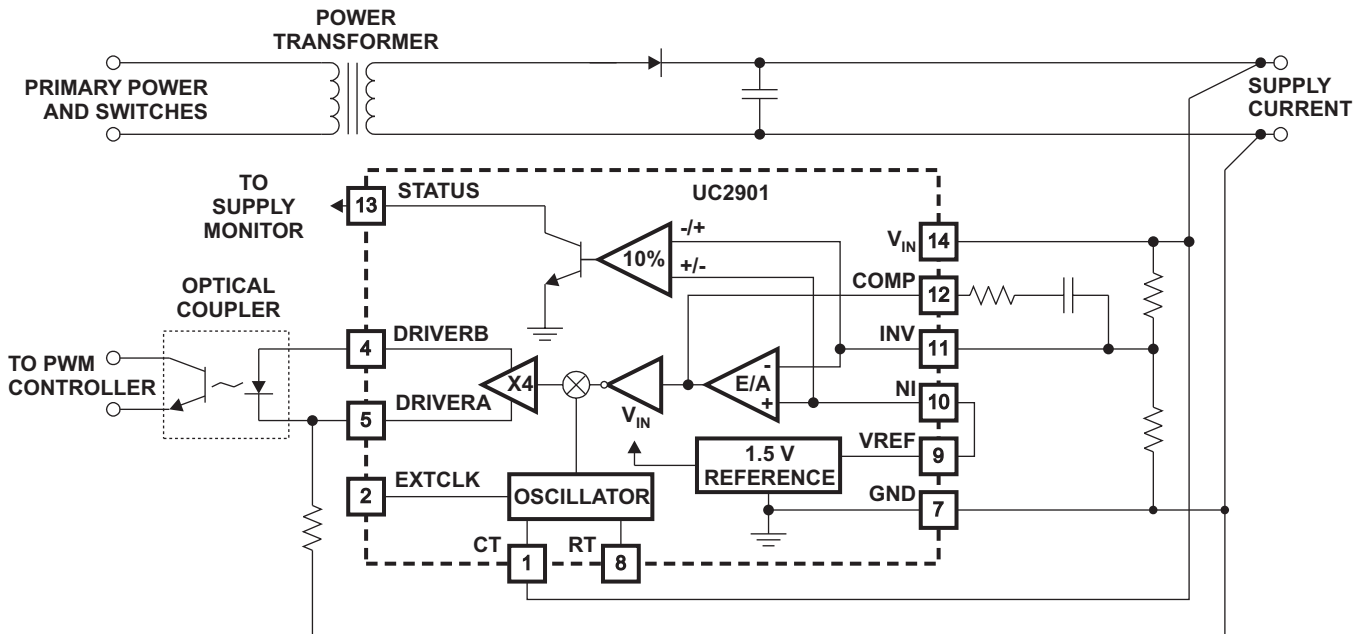 POWER
TRANSFORMER
PRIMARY POWER
AND SWITCHES
SUPPLY
CURRENT
TO
SUPPLY
MONITOR
13
STATUS
UC2901
-/+
10%
+/-
VIN
14
COMP
12
OPTICAL
COUPLER
DRIVERB
4
INV
11
TO PWM
CONTROLLER
X4
-
E/A
+
NI
10
DRIVERA
5
VIN
VREF
9
1.5 V
REFERENCE
EXTCLK
2
OSCILLATOR
GND
7
CT
1
RT
8